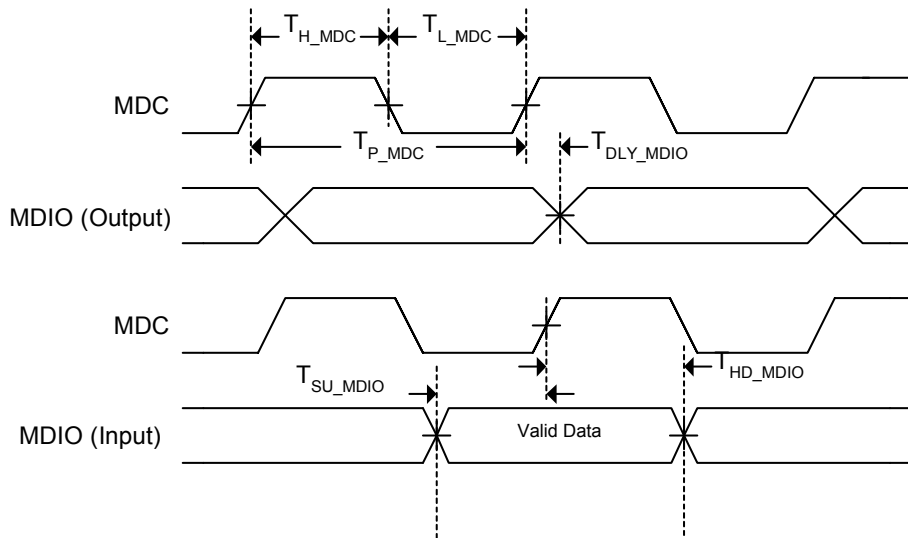 T_H_MDC T_L_MDC
MDC
T_P_MDC T_DLY_MDIO
MDIO (Output)
MDC
T_SU_MDIO T_HD_MDIO
MDIO (Input) Valid Data